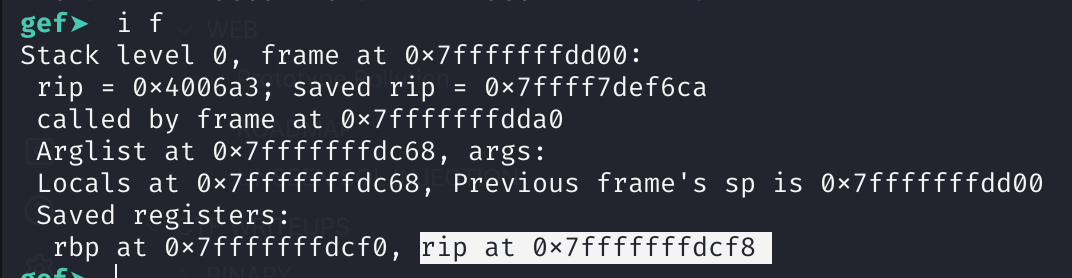 gef➤  i f
Stack level 0, frame at 0x7fffffffdd00:
 rip = 0x4006a3; saved rip = 0x7ffff7def6ca
 called by frame at 0x7fffffffdda0
 Arglist at 0x7fffffffdc68, args:
 Locals at 0x7fffffffdc68, Previous frame's sp is 0x7fffffffdd00
 Saved registers:
  rbp at 0x7fffffffdcf0, rip at 0x7fffffffdcf8
gef➤
WEB
BINARY